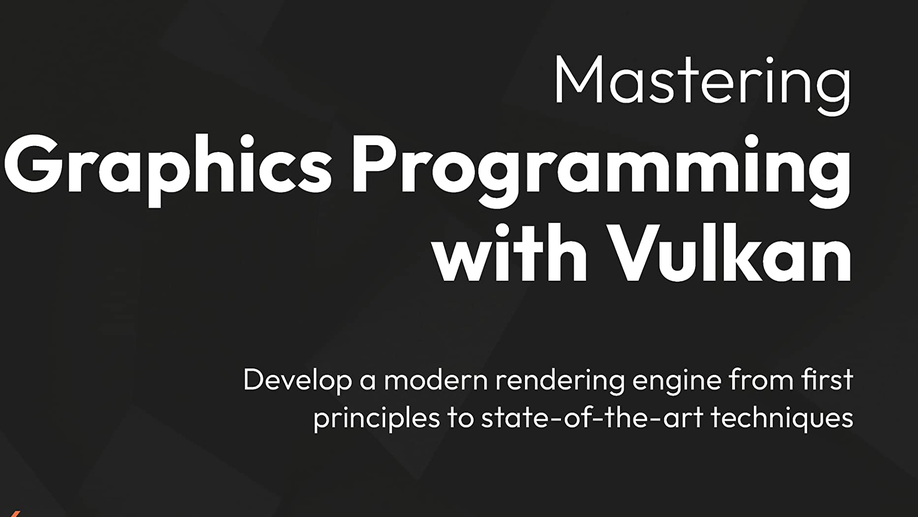 Mastering
Graphics Programming
with Vulkan
Develop a modern rendering engine from first
principles to state-of-the-art techniques